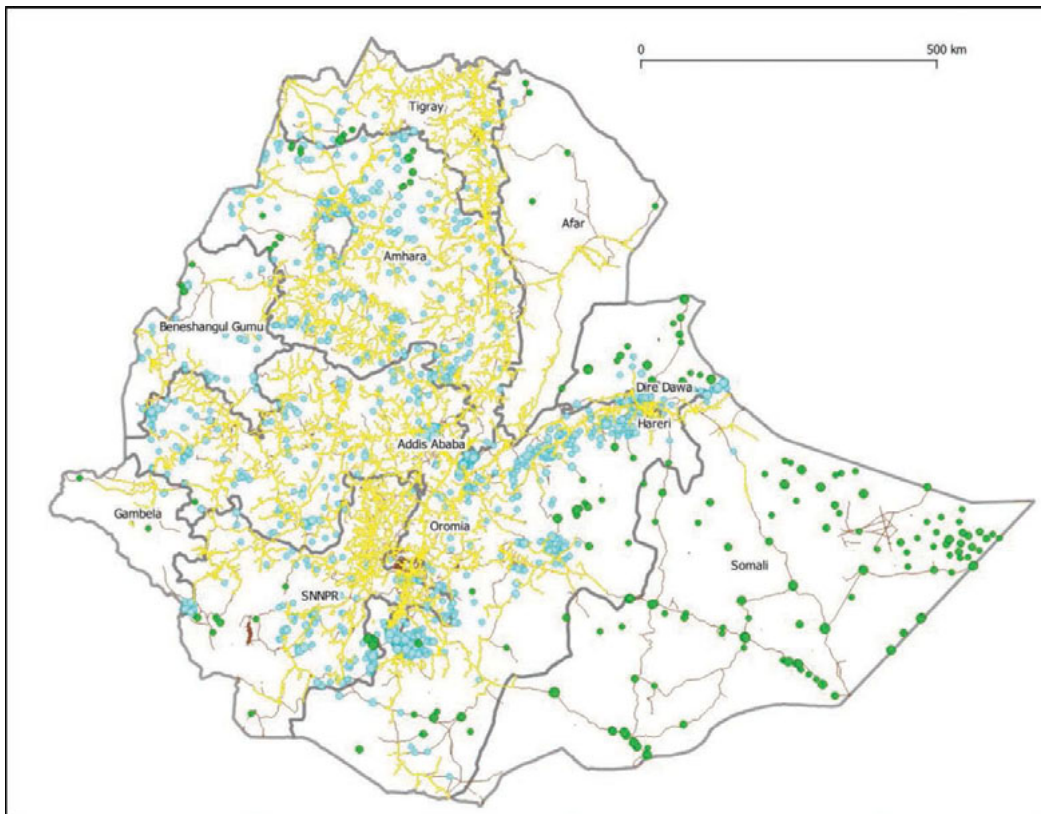 0 500 km
Tigray
Afar
Amhara
Beneshangul Gumu
Dire Dawa
Hareri
Addis Ababa
Gambela
Oromia
Somali
SNNPR